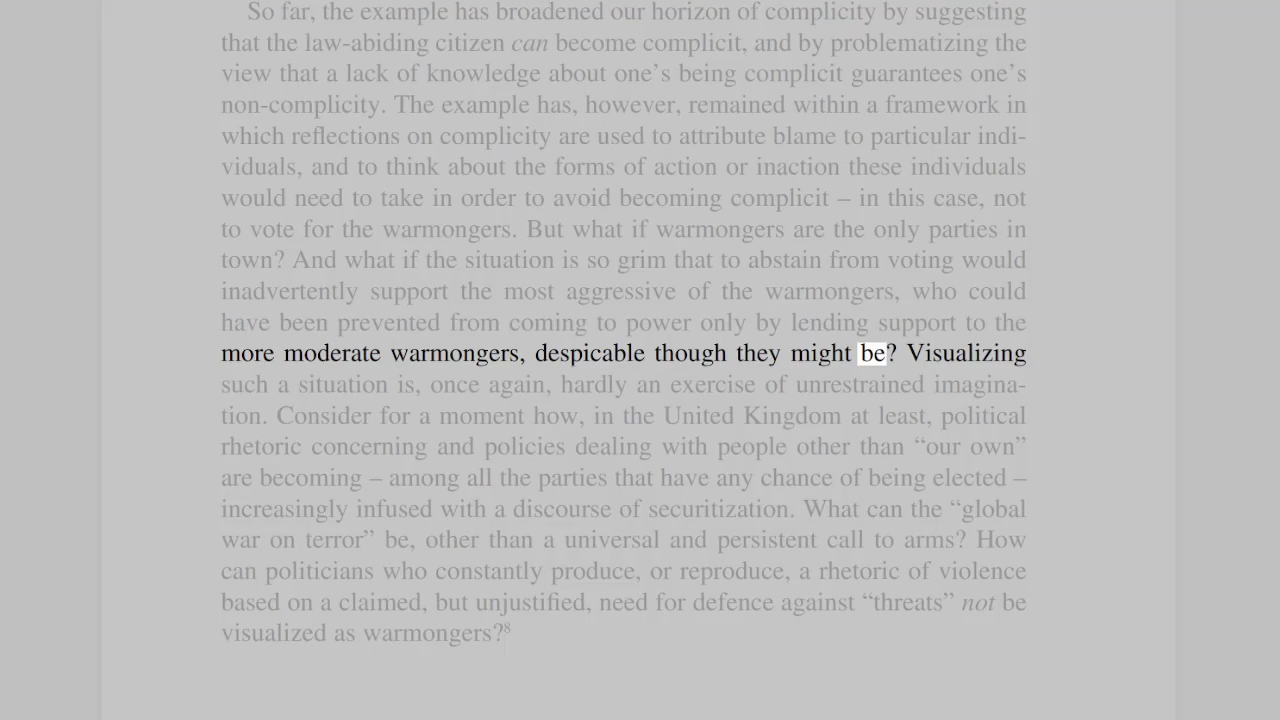 So far, the example has broadened our horizon of complicity by suggesting
that the law-abiding citizen can become complicit, and by problematizing the
view that a lack of knowledge about one’s being complicit guarantees one’s
non-complicity. The example has, however, remained within a framework in
which reflections on complicity are used to attribute blame to particular indi-
viduals, and to think about the forms of action or inaction these individuals
would need to take in order to avoid becoming complicit – in this case, not
to vote for the warmongers. But what if warmongers are the only parties in
town? And what if the situation is so grim that to abstain from voting would
inadvertently support the most aggressive of the warmongers, who could
have been prevented from coming to power only by lending support to the
more moderate warmongers, despicable though they might be? Visualizing
such a situation is, once again, hardly an exercise of unrestrained imagina-
tion. Consider for a moment how, in the United Kingdom at least, political
rhetoric concerning and policies dealing with people other than “our own”
are becoming – among all the parties that have any chance of being elected –
increasingly infused with a discourse of securitization. What can the “global
war on terror” be, other than a universal and persistent call to arms? How
can politicians who constantly produce, or reproduce, a rhetoric of violence
based on a claimed, but unjustified, need for defence against “threats” not be
visualized as warmongers?8